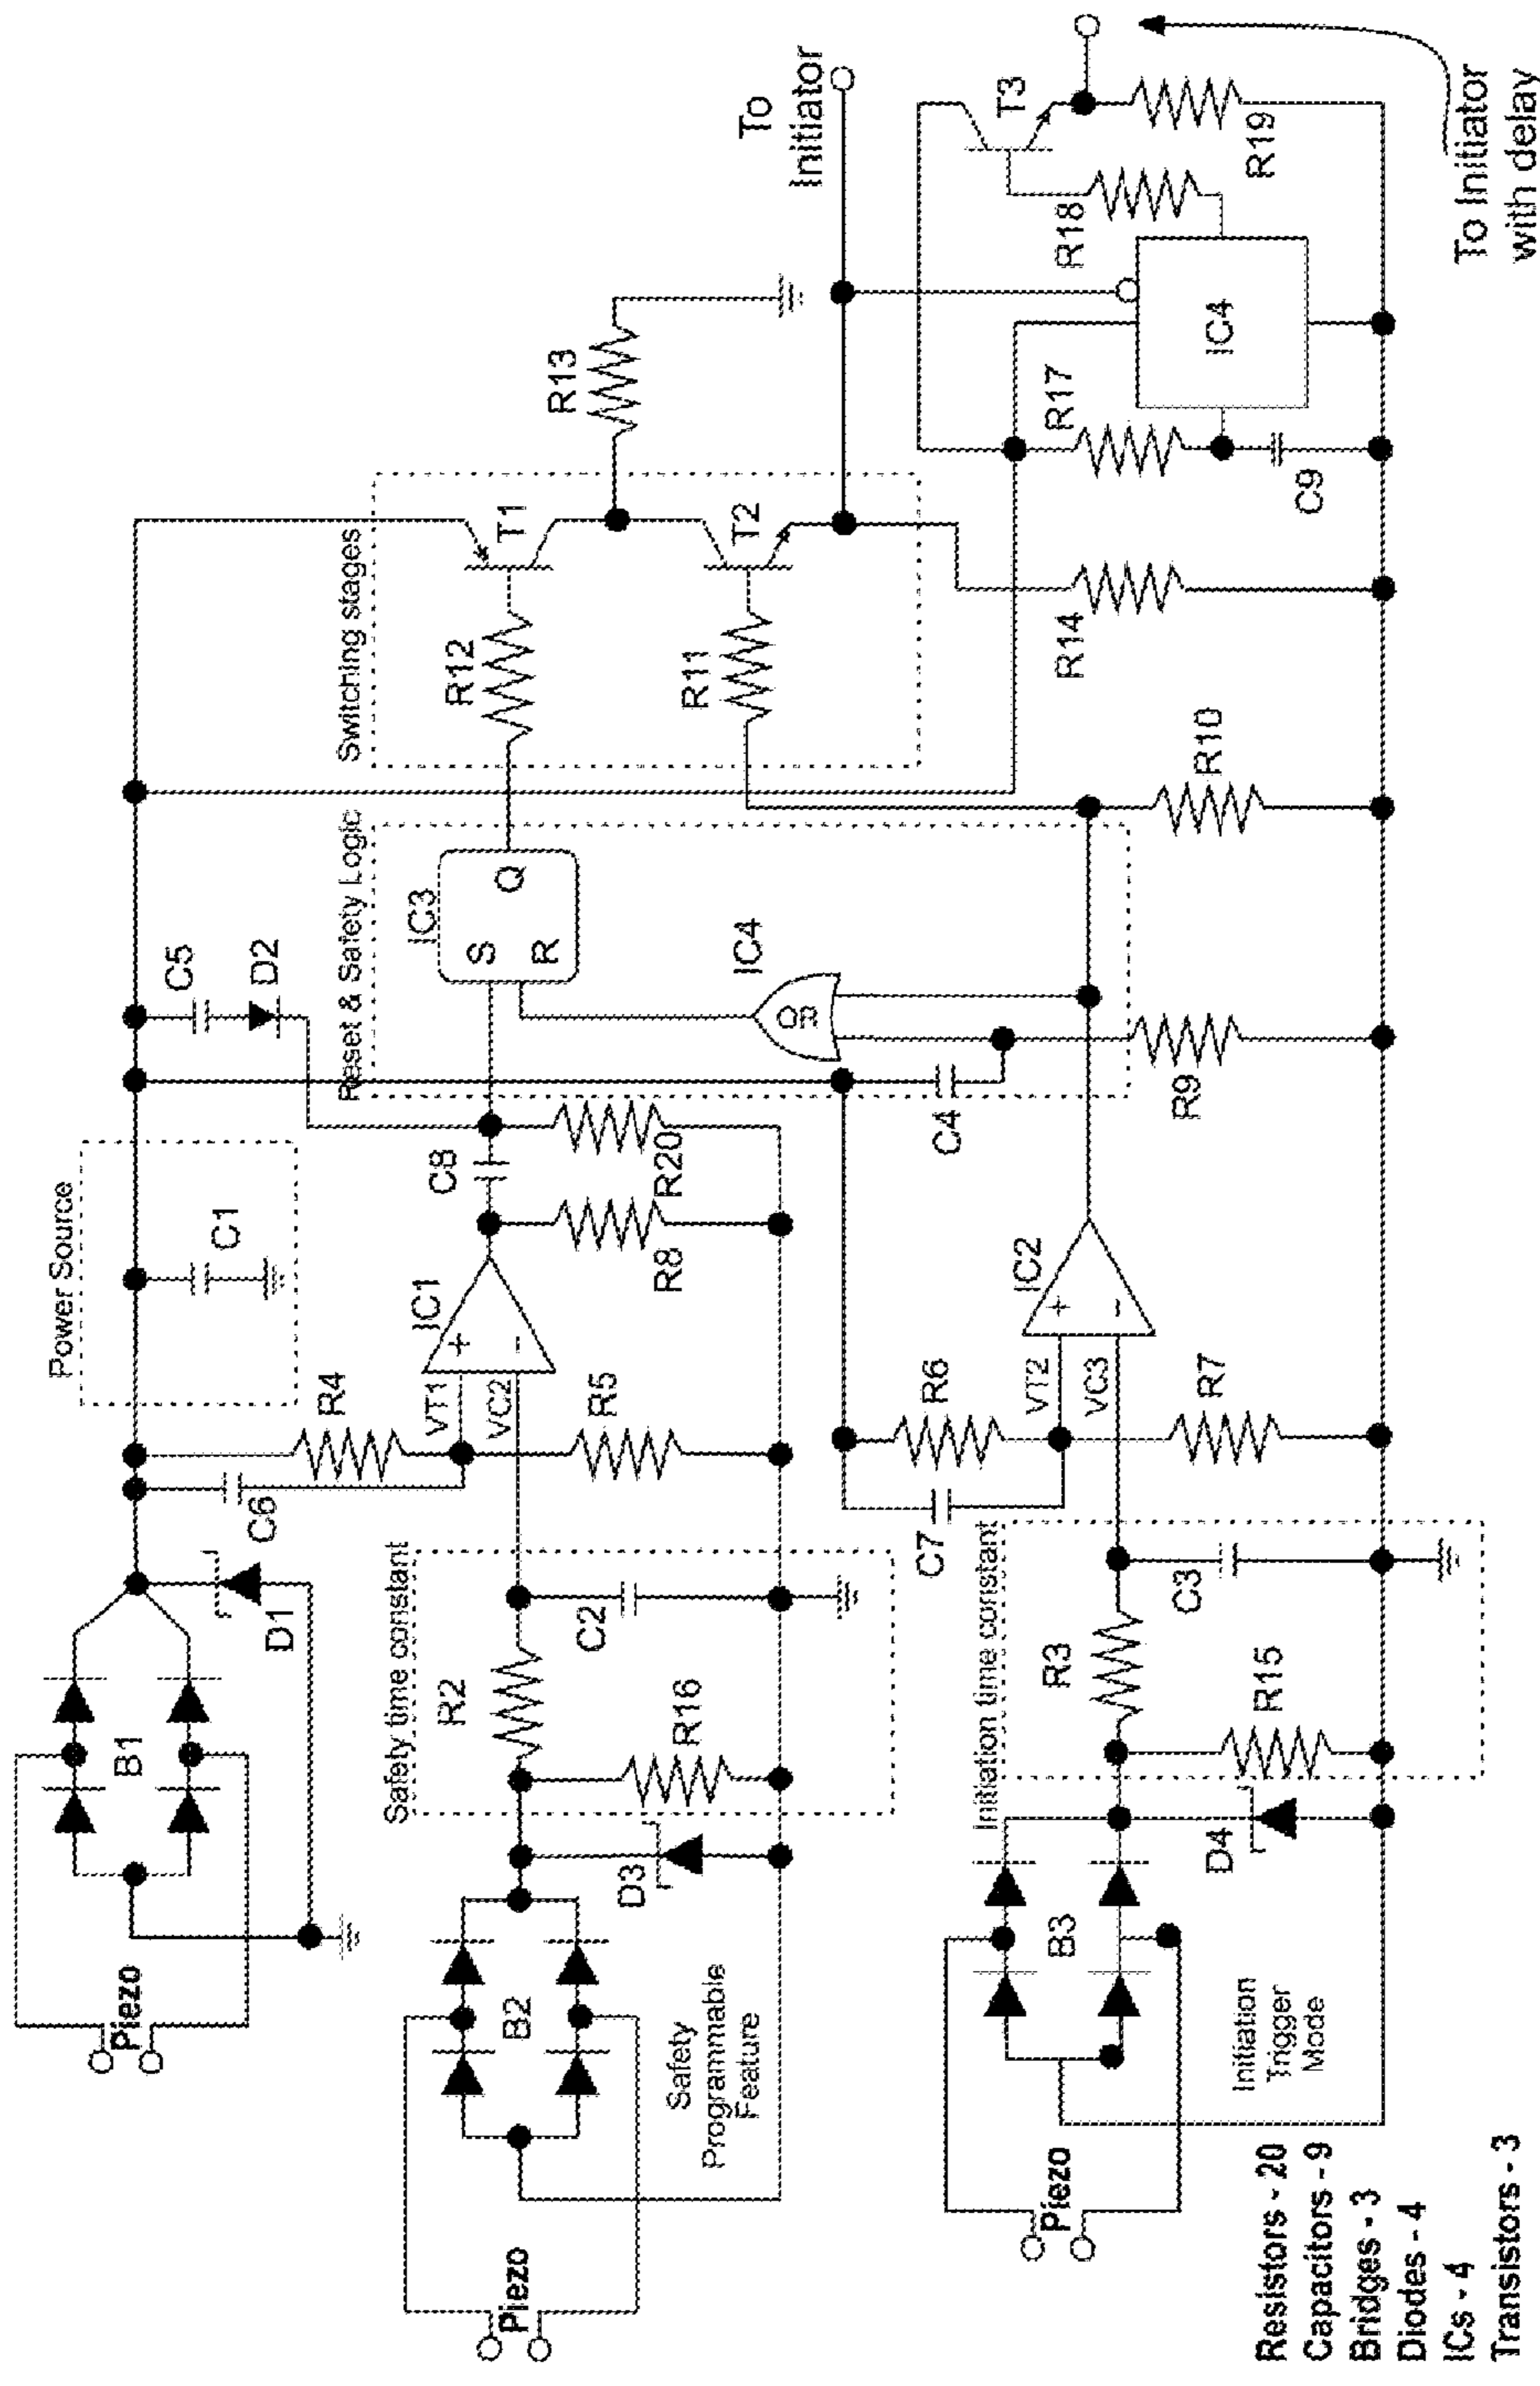 Piezo
B1
D1
C6
R4
Power Source
C1
C5
D2
Piezo
B2
Safety
Programmable
Feature
D3
Safety time constant
R2
R16
C2
VT1
VC2
R5
IC1
+
-
C8
R8
R20
Reset & Safety Logic
IC3
S
R
Q
IC4
OR
C4
R9
Switching stages
R12
T1
R11
T2
R13
To
Initiator
Piezo
B3
Initiation
Trigger
Mode
D4
Initiation time constant
R3
R15
C3
C7
R6
VT2
VC3
R7
IC2
+
-
R10
R14
R17
C9
IC4
R18
T3
R19
To Initiator
with delay
Resistors - 20
Capacitors - 9
Bridges - 3
Diodes - 4
ICs - 4
Transistors - 3